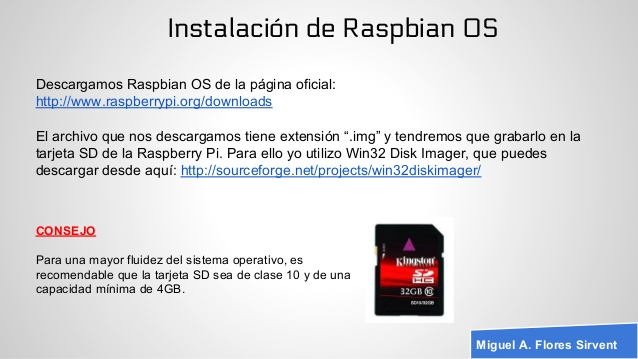 Instalación de Raspbian OS
Descargamos Raspbian OS de la página oficial:
http://www.raspberrypi.org/downloads
El archivo que nos descargamos tiene extensión “.img” y tendremos que grabarlo en la
tarjeta SD de la Raspberry Pi. Para ello yo utilizo Win32 Disk Imager, que puedes
descargar desde aquí: http://sourceforge.net/projects/win32diskimager/
CONSEJO
Para una mayor fluidez del sistema operativo, es
recomendable que la tarjeta SD sea de clase 10 y de una
capacidad mínima de 4GB.
Kingston
SD
HC
32GB 10
SD10/32GB
Miguel A. Flores Sirvent